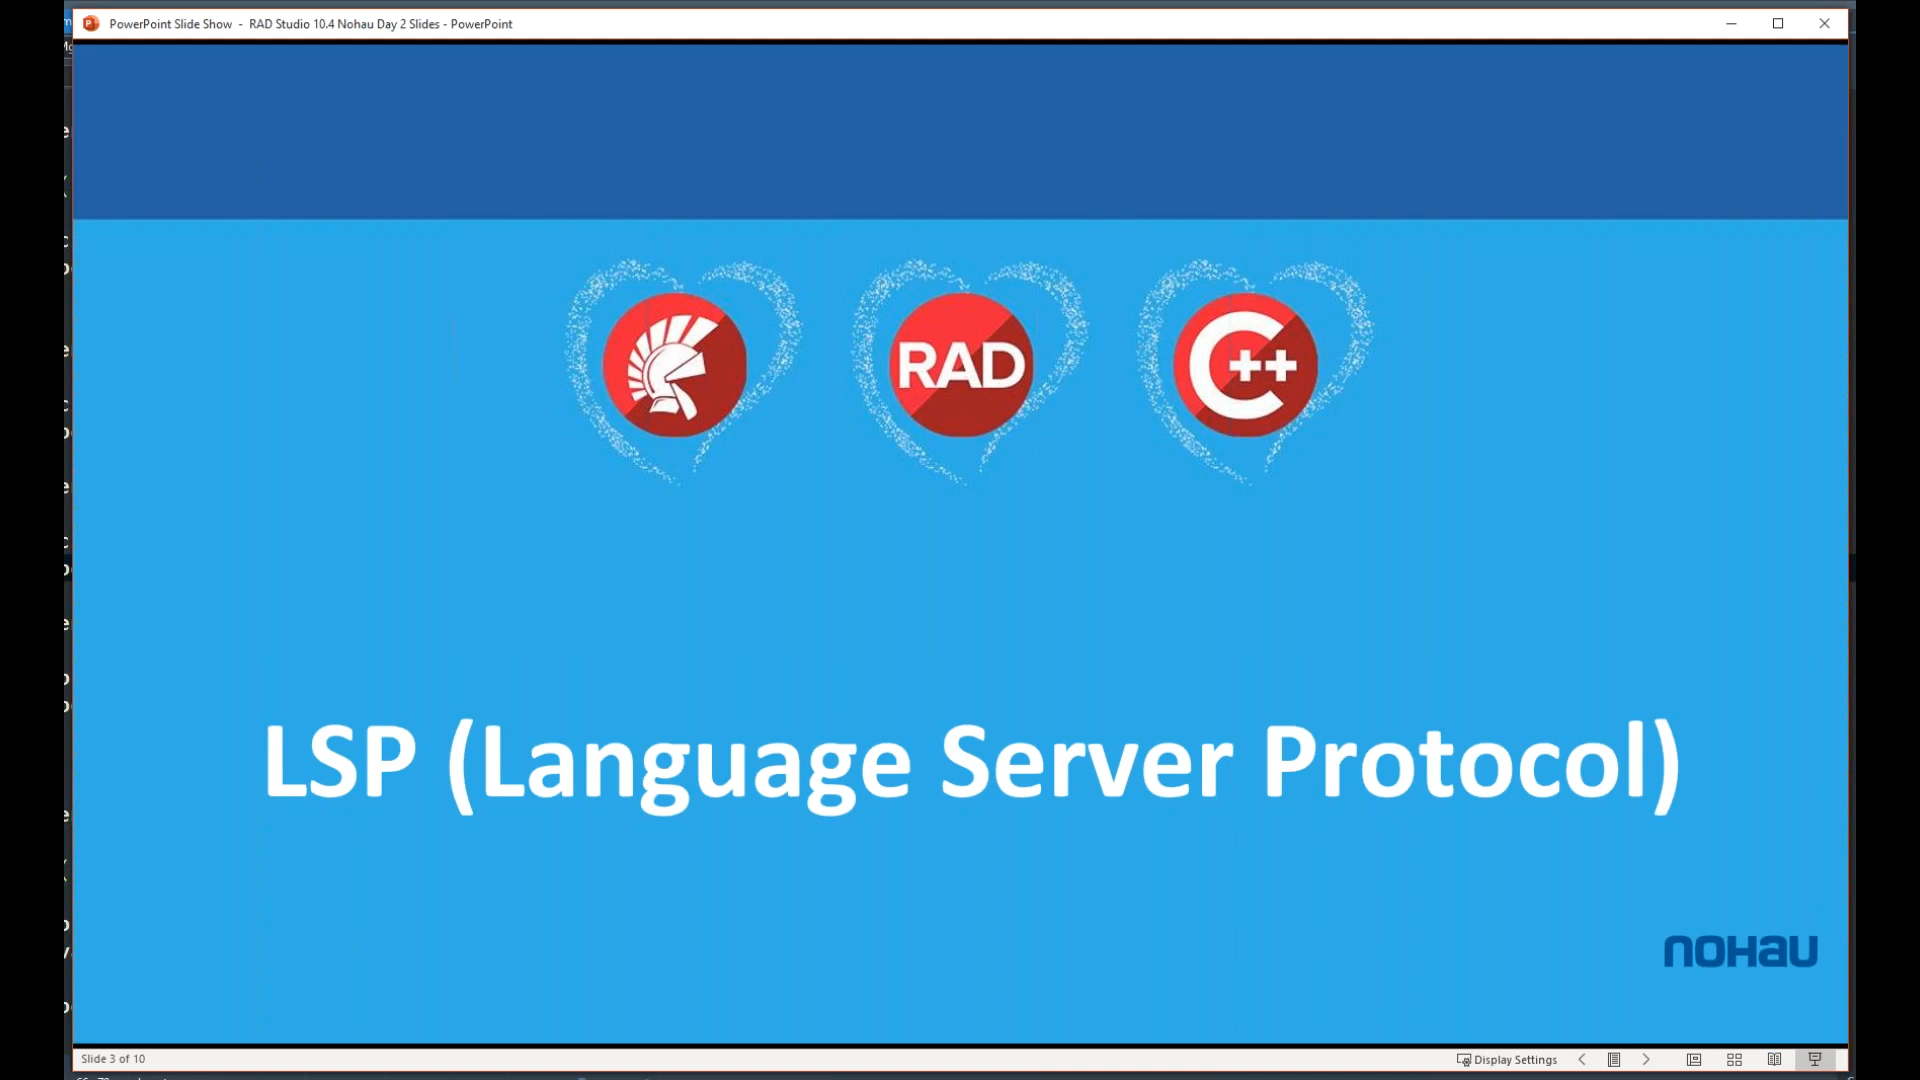 PowerPoint Slide Show - RAD Studio 10.4 Nohau Day 2 Slides - PowerPoint
RAD
C++
LSP (Language Server Protocol)
noHau
Slide 3 of 10
Display Settings